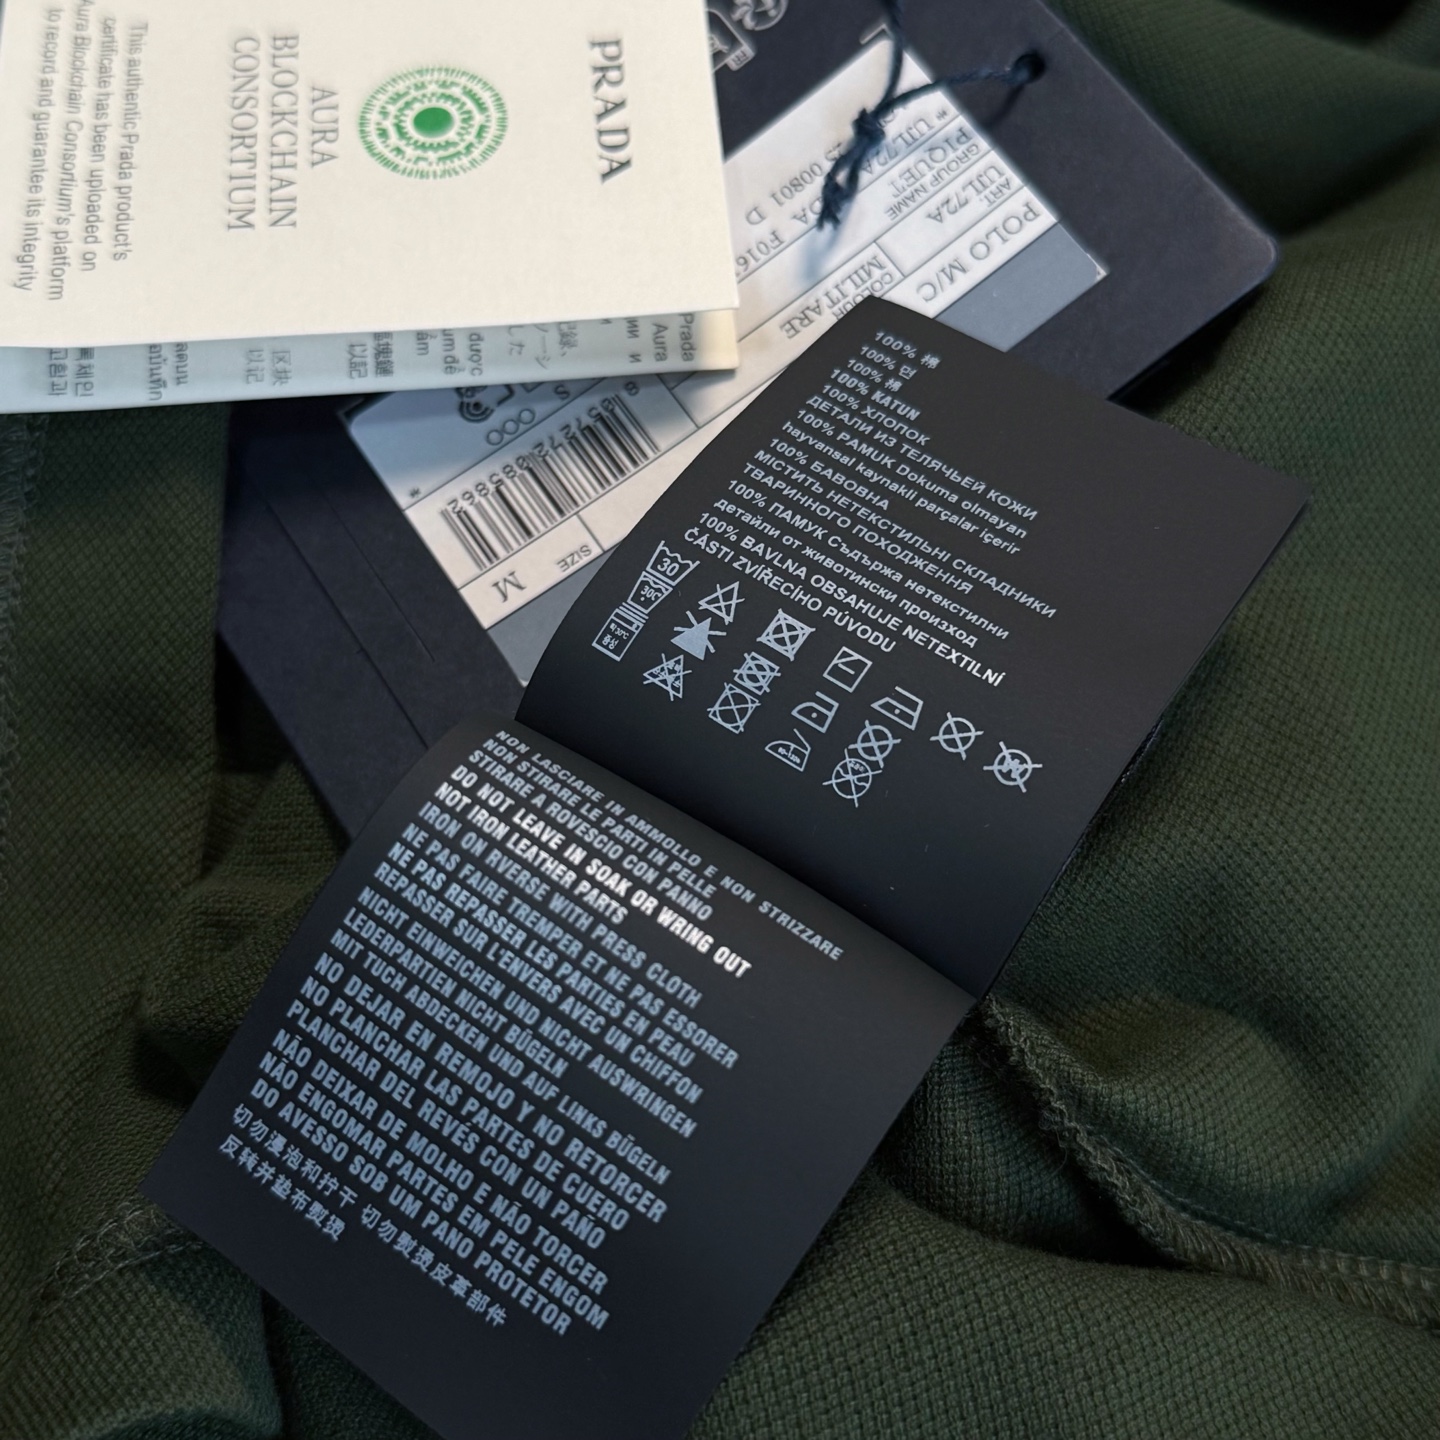 PRADA
AURA
BLOCKCHAIN
CONSORTIUM
This authentic Prada product's
certificate has been uploaded on
Aura Blockchain Consortium's platform
to record and guarantee its integrity
Prada
Aura
được
POLO M/C
ART.
UJL72A
GROUP NAME
PIQUET
COLOUR
MILITARE
SIZE
M
100% 棉
100% 면
100% 棉
100% KATUN
100% ХЛОПОК
ДЕТАЛИ ИЗ ТЕЛЯЧЬЕЙ КОЖИ
100% PAMUK Dokuma olmayan
hayvansal kaynakli parçalar içerir
100% БАВОВНА
МІСТИТЬ НЕТЕКСТИЛЬНІ СКЛАДНИКИ
ТВАРИННОГО ПОХОДЖЕННЯ
100% ПАМУК Съдържа нетекстилни
детайли от животински произход
100% BAVLNA OBSAHUJE NETEXTILNÍ
ČÁSTI ZVÍŘECÍHO PŮVODU
30
NON LASCIARE IN AMMOLLO E NON STRIZZARE
NON STIRARE LE PARTI IN PELLE
STIRARE A ROVESCIO CON PANNO
DO NOT LEAVE IN SOAK OR WRING OUT
NOT IRON LEATHER PARTS
IRON ON RVERSE WITH PRESS CLOTH
NE PAS FAIRE TREMPER ET NE PAS ESSORER
NE PAS REPASSER LES PARTIES EN PEAU
REPASSER SUR L'ENVERS AVEC UN CHIFFON
NICHT EINWEICHEN UND NICHT AUSWRINGEN
LEDERPARTIEN NICHT BÜGELN
MIT TUCH ABDECKEN UND AUF LINKS BÜGELN
NO DEJAR EN REMOJO Y NO RETORCER
NO PLANCHAR LAS PARTES DE CUERO
PLANCHAR DEL REVÉS CON UN PAÑO
NÃO DEIXAR DE MOLHO E NÃO TORCER
NÃO ENGOMAR PARTES EM PELE ENGOM
DO AVESSO SOB UM PANO PROTETOR
切勿浸泡和拧干 切勿熨烫皮革部件
反转并垫布熨烫